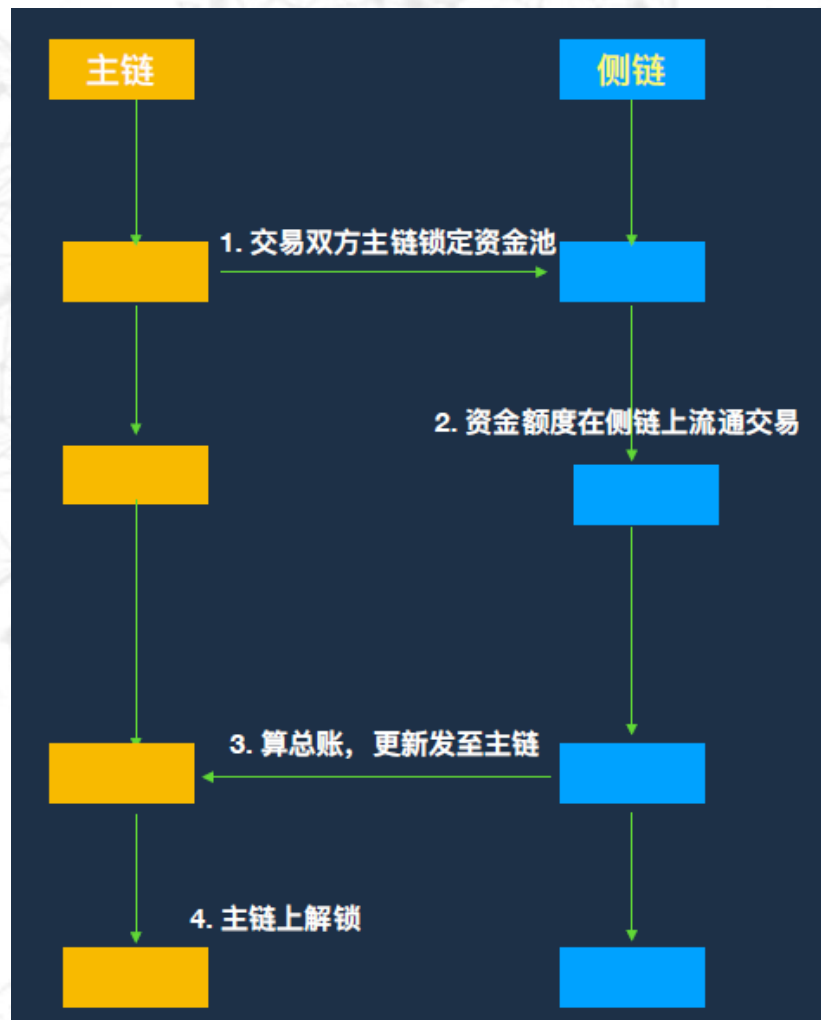 主链
侧链
1. 交易双方主链锁定资金池
2. 资金额度在侧链上流通交易
3. 算总账，更新发至主链
4. 主链上解锁